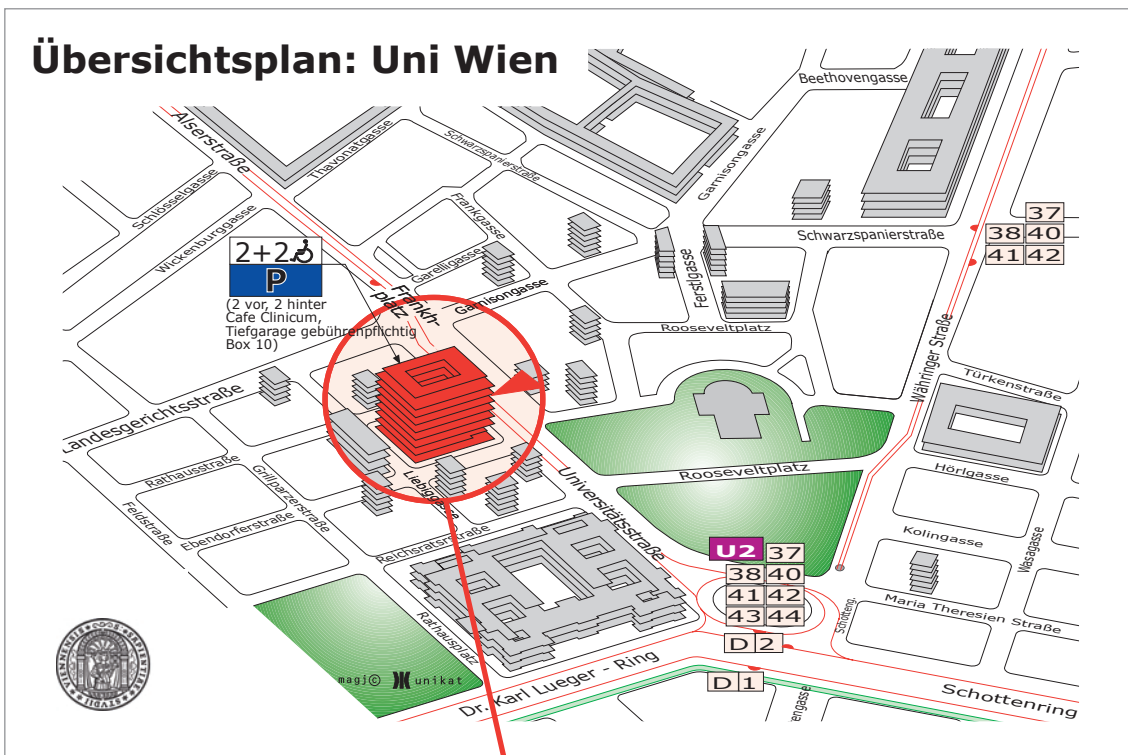 Übersichtsplan: Uni Wien
Beethovengasse
Alserstraße
Thavonatgasse
Schwarzspanierstraße
Garnisongasse
Schlösselgasse
Wickenburggasse
Frankgasse
37
38 40
41 42
Schwarzspanierstraße
2+2
P
(2 vor, 2 hinter
Cafe Clinicum,
Tiefgarage gebührenpflichtig
Box 10)
Garelligasse
Frankh-
platz
Garnisongasse
Ferstlgasse
Rooseveltplatz
Währinger Straße
Türkenstraße
Landesgerichtsstraße
Rathausstraße
Grillparzerstraße
Feldstraße
Ebendorferstraße
Liebiggasse
Reichsratsstraße
Universitätsstraße
Rooseveltplatz
Hörlgasse
Kolingasse
Wasagasse
Maria Theresien Straße
U2 37
38 40
41 42
43 44
D 2
D 1
Schotteng.
Rathausplatz
magj© unikat
Dr. Karl Lueger - Ring
Schottenring
engasse